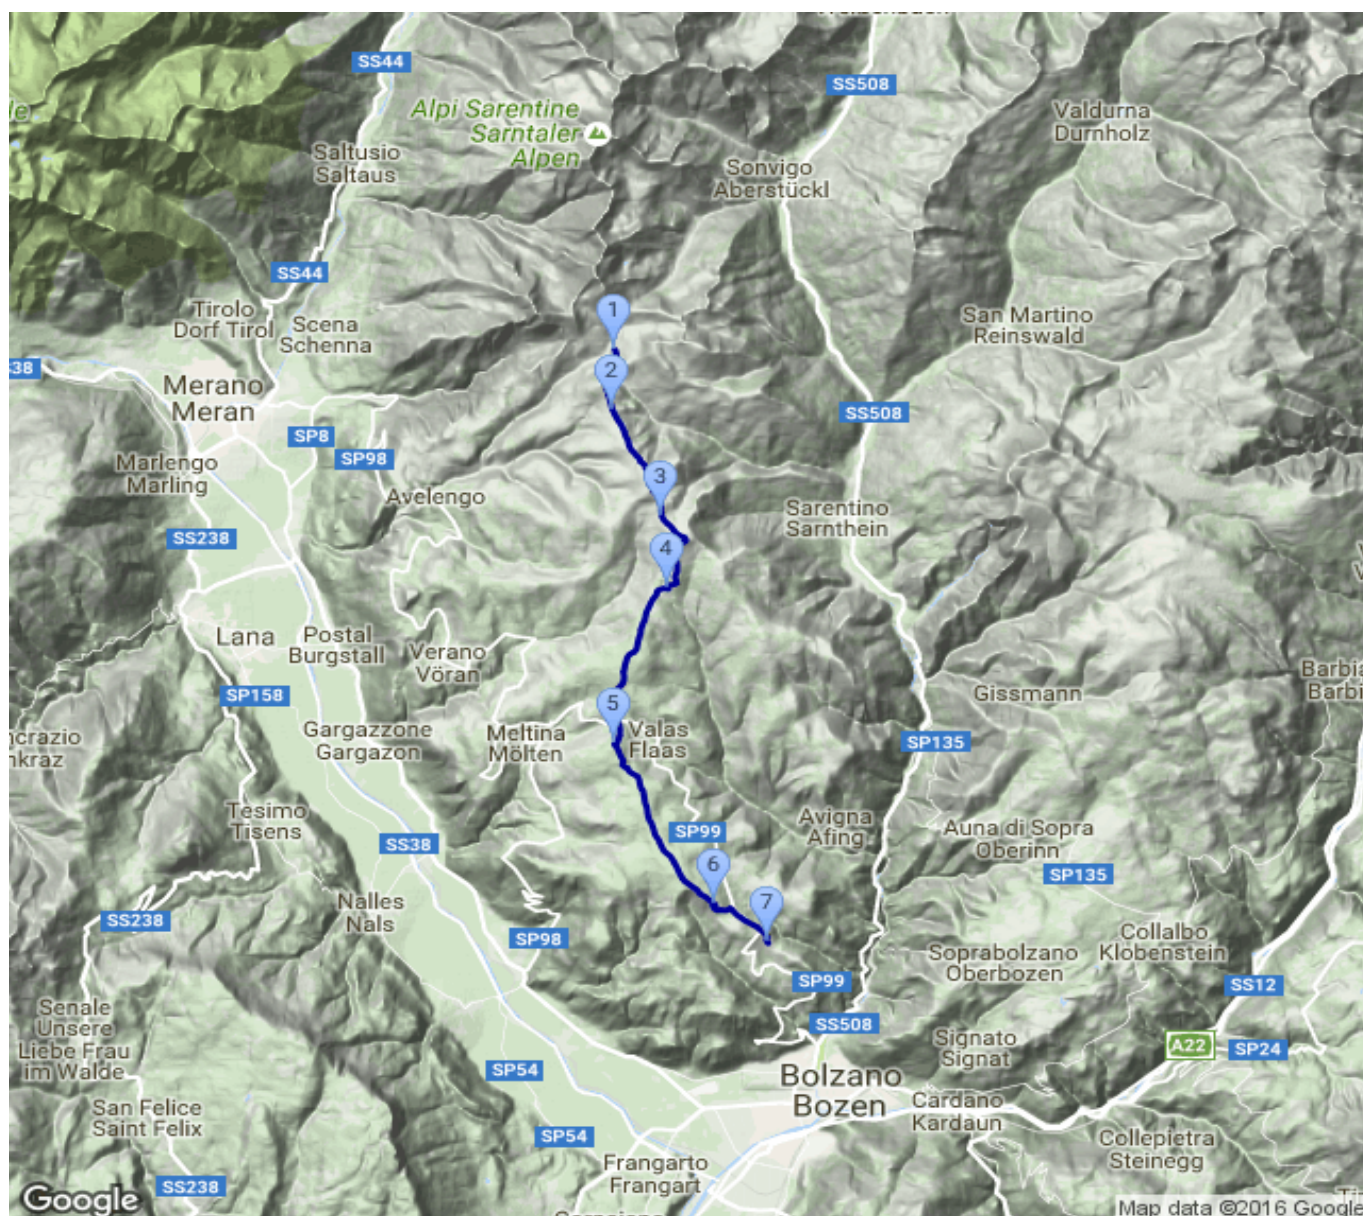 SS44
SS508
Alpi Sarentine
Sarntaler
Alpen
Valdurna
Durnholz
Saltusio
Saltaus
Sonvigo
Aberstückl
SS44
Tirolo
Dorf Tirol
Scena
Schenna
1
San Martino
Reinswald
SS38
Merano
Meran
2
SS508
SP8
SP98
Marlengo
Marling
Avelengo
3
Sarentino
Sarnthein
SS238
4
Lana
Postal
Burgstall
Verano
Vöran
SP158
Gissmann
Gargazzone
Gargazon
Meltina
Mölten
5
Valas
Flaas
SP135
Tesimo
Tisens
SP99
Avigna
Afing
Auna di Sopra
Oberinn
SS38
SP135
6
Nalles
Nals
SS238
7
SP98
Collalbo
Klobenstein
Soprabolzano
Oberbozen
SP99
SS12
Senale
Unsere
Liebe Frau
im Walde
SS508
Signato
Signat
A22
SP24
SP54
Bolzano
Bozen
Cardano
Kardaun
San Felice
Saint Felix
SP54
Collepietra
Steinegg
Frangarto
Frangart
SS238
Google
Map data ©2016 Google